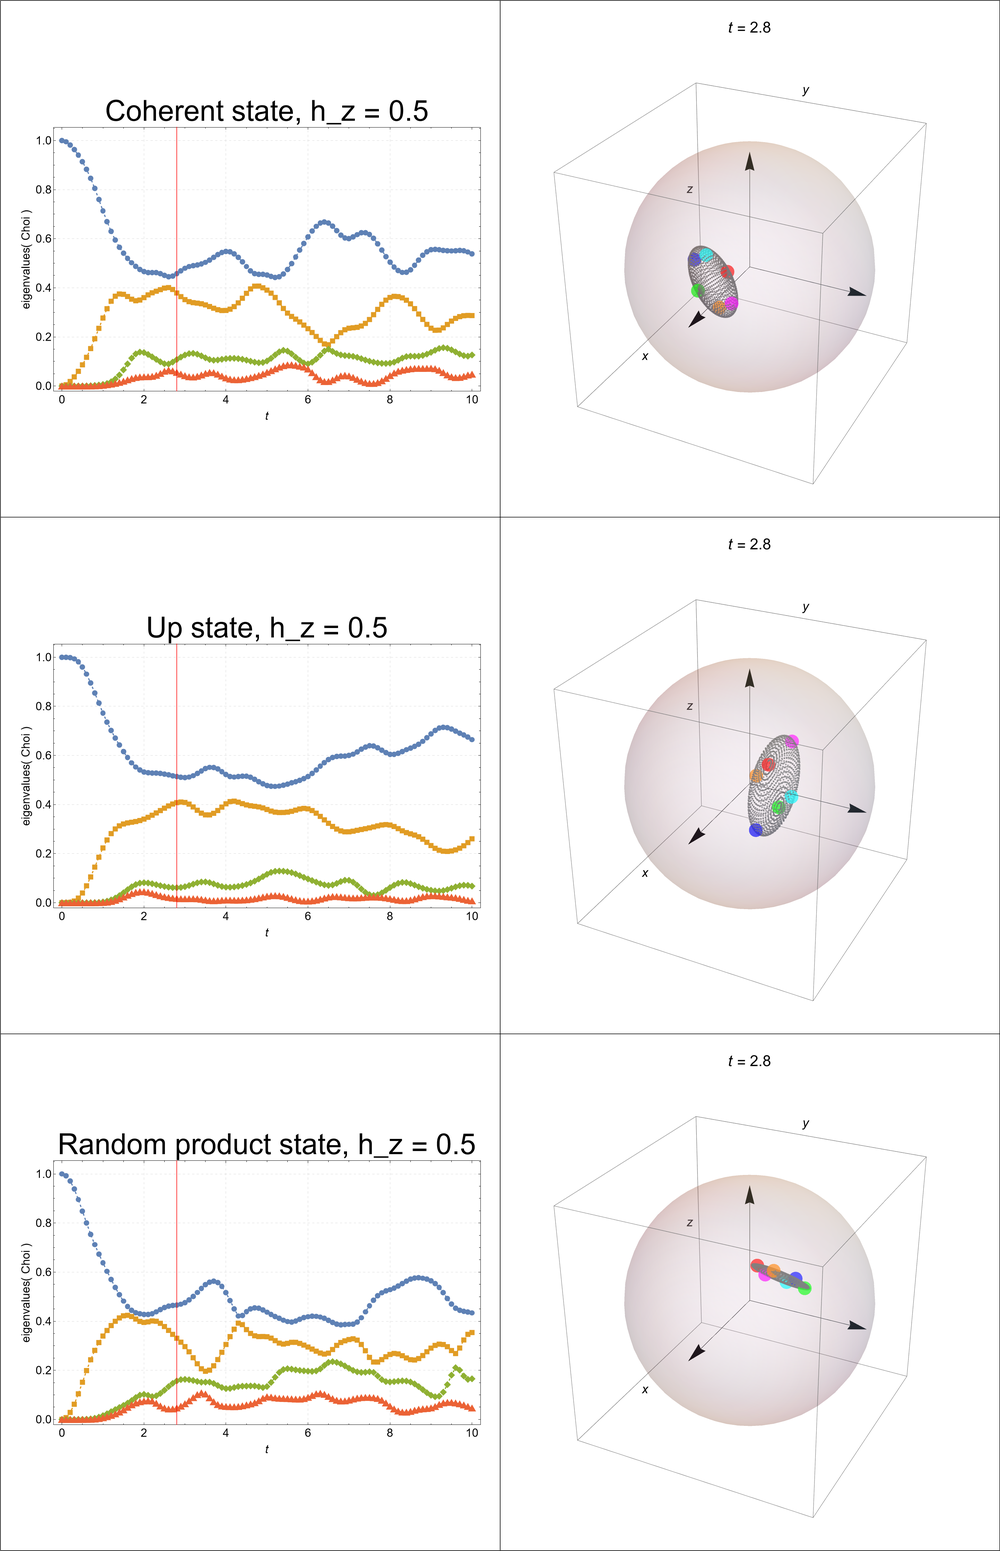 Coherent state, h_z = 0.5
eigenvalues( Choi )
1.0
0.8
0.6
0.4
0.2
0.0
0 2 4 6 8 10
t
t = 2.8
y
z
x
Up state, h_z = 0.5
eigenvalues( Choi )
1.0
0.8
0.6
0.4
0.2
0.0
0 2 4 6 8 10
t
t = 2.8
y
z
x
Random product state, h_z = 0.5
eigenvalues( Choi )
1.0
0.8
0.6
0.4
0.2
0.0
0 2 4 6 8 10
t
t = 2.8
y
z
x